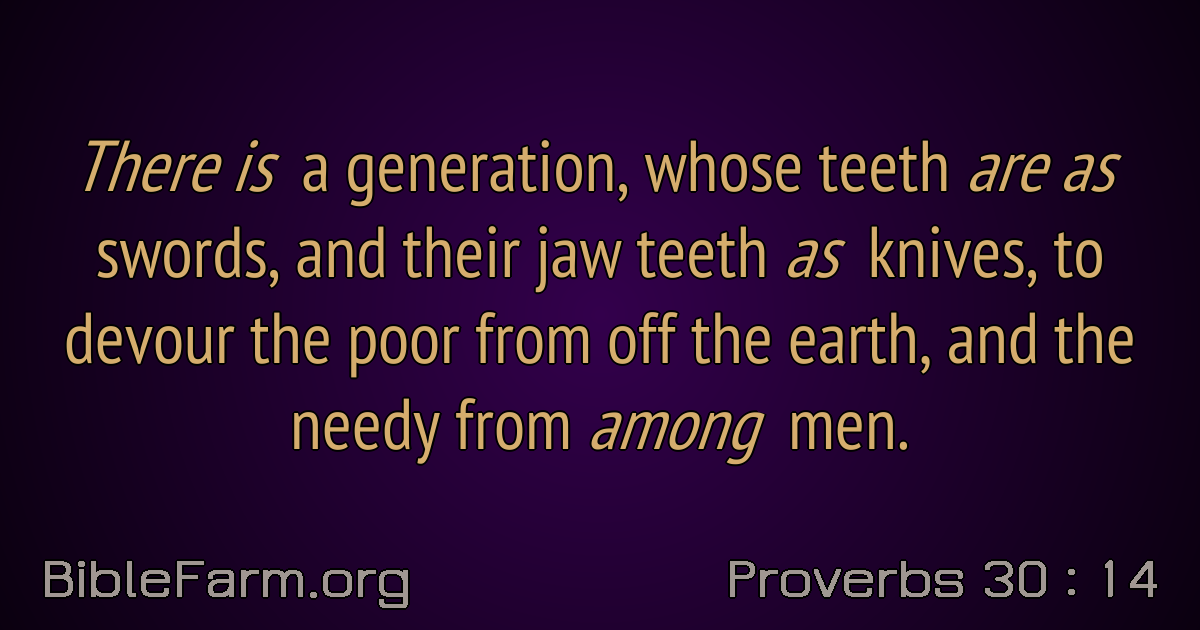 There is a generation, whose teeth are as
swords, and their jaw teeth as knives, to
devour the poor from off the earth, and the
needy from among men.
BibleFarm.org
Proverbs 30 : 14